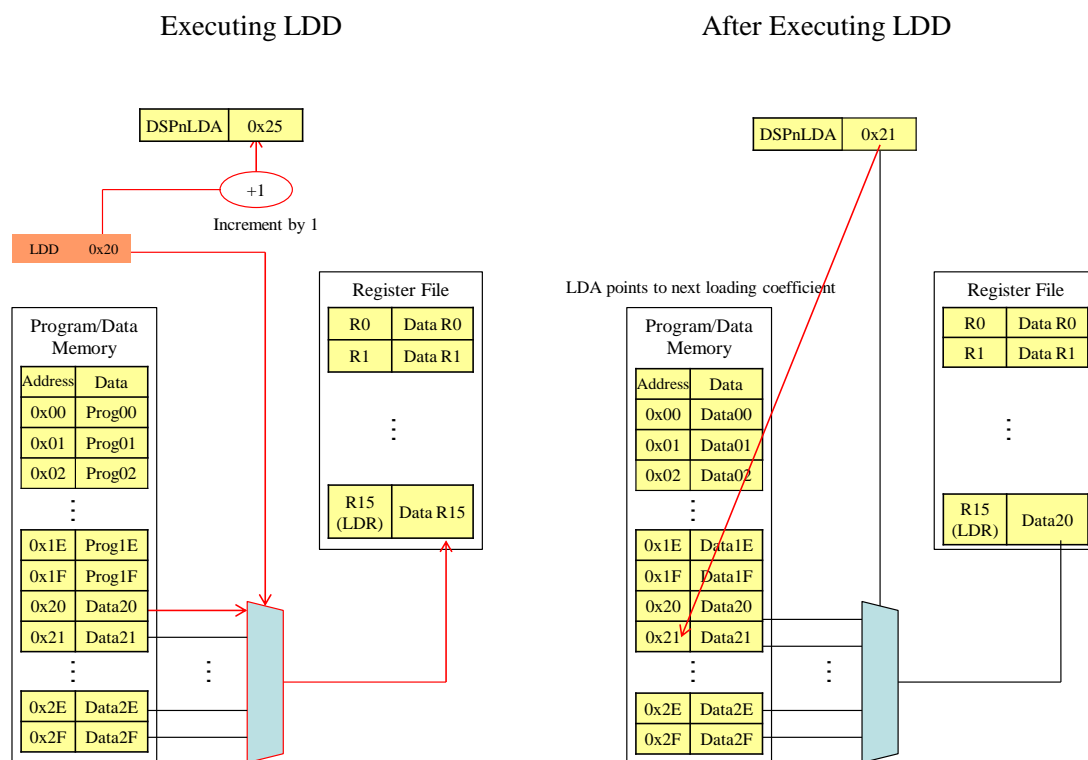 Executing LDD
DSPnLDA 0x25
+1
Increment by 1
LDD 0x20
Register File
R0 Data R0
R1 Data R1
⋮
R15
(LDR) Data R15
Program/Data
Memory
Address Data
0x00 Prog00
0x01 Prog01
0x02 Prog02
⋮
0x1E Prog1E
0x1F Prog1F
0x20 Data20
0x21 Data21
⋮ ⋮
0x2E Data2E
0x2F Data2F
After Executing LDD
DSPnLDA 0x21
LDA points to next loading coefficient
Register File
R0 Data R0
R1 Data R1
⋮
R15
(LDR) Data20
Program/Data
Memory
Address Data
0x00 Data00
0x01 Data01
0x02 Data02
⋮
0x1E Data1E
0x1F Data1F
0x20 Data20
0x21 Data21
⋮ ⋮
0x2E Data2E
0x2F Data2F